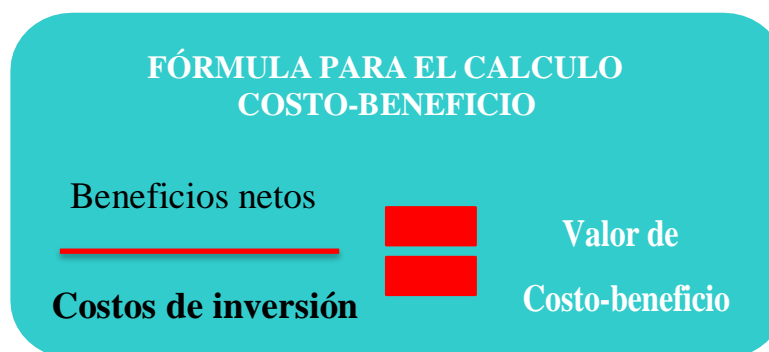 FÓRMULA PARA EL CALCULO
COSTO-BENEFICIO
Beneficios netos
Costos de inversión
Valor de
Costo-beneficio